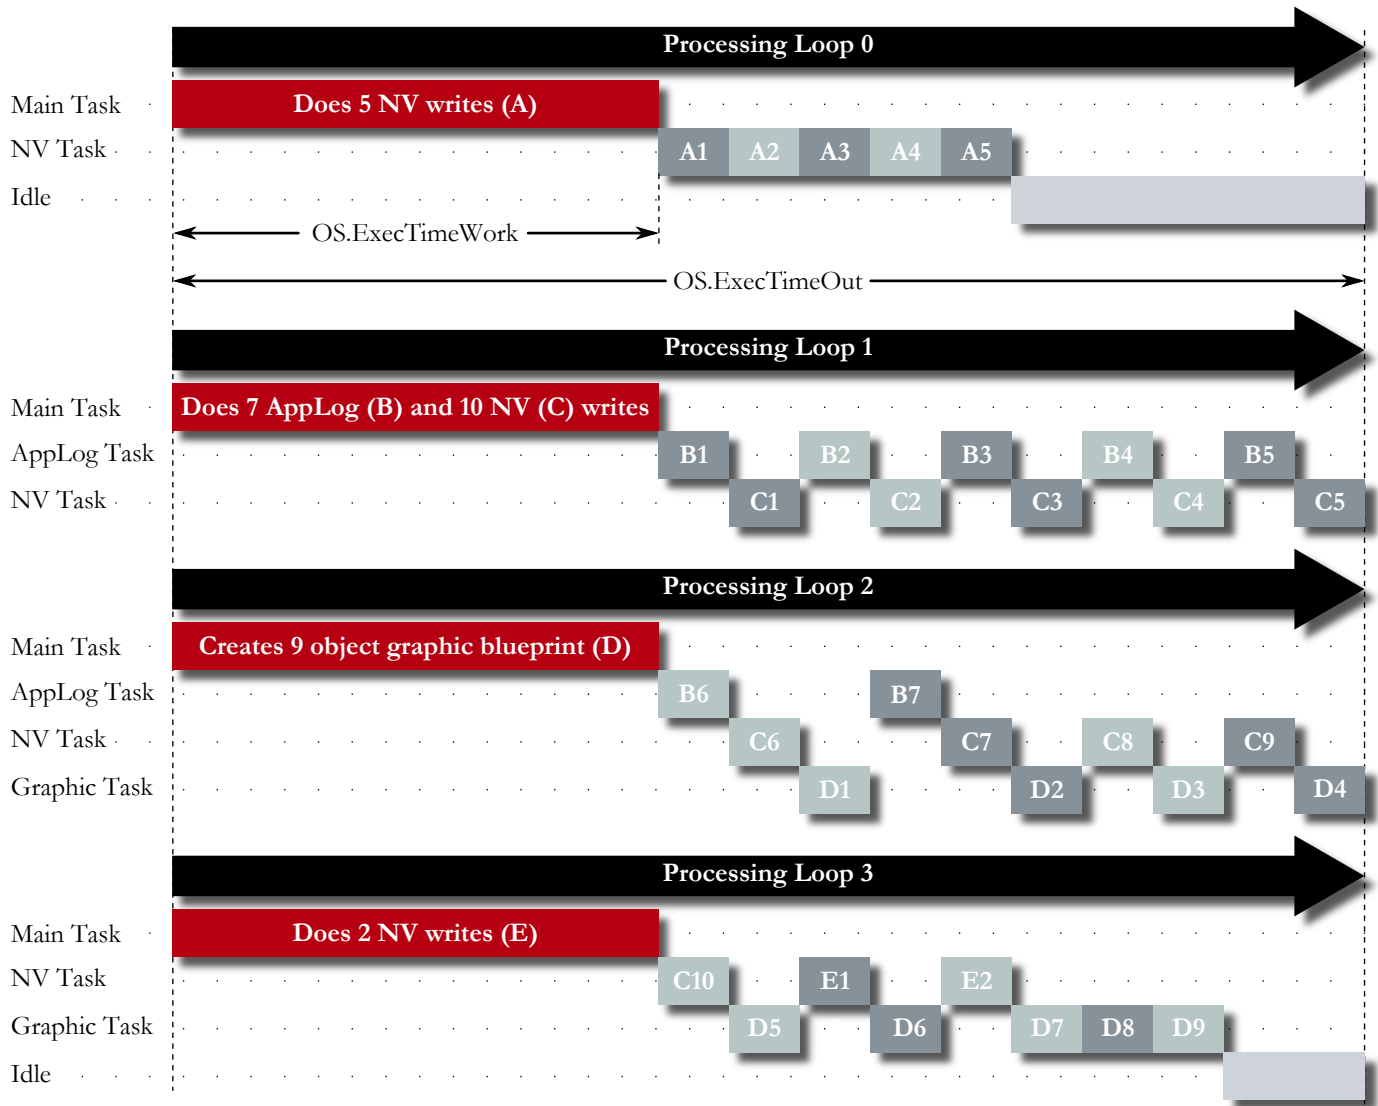 Processing Loop 0
Main Task
Does 5 NV writes (A)
NV Task
A1 A2 A3 A4 A5
Idle
OS.ExecTimeWork
OS.ExecTimeOut
Processing Loop 1
Main Task
Does 7 AppLog (B) and 10 NV (C) writes
AppLog Task
B1 B2 B3 B4 B5
NV Task
C1 C2 C3 C4 C5
Processing Loop 2
Main Task
Creates 9 object graphic blueprint (D)
AppLog Task
B6 B7
NV Task
C6 C7 C8 C9
Graphic Task
D1 D2 D3 D4
Processing Loop 3
Main Task
Does 2 NV writes (E)
NV Task
C10 E1 E2
Graphic Task
D5 D6 D7 D8 D9
Idle